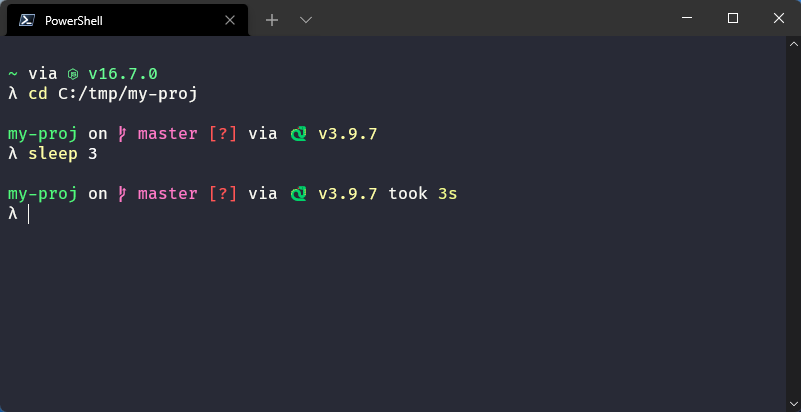 PowerShell
~ via v16.7.0
λ cd C:/tmp/my-proj
my-proj on master [?] via 🐍 v3.9.7
λ sleep 3
my-proj on master [?] via 🐍 v3.9.7 took 3s
λ